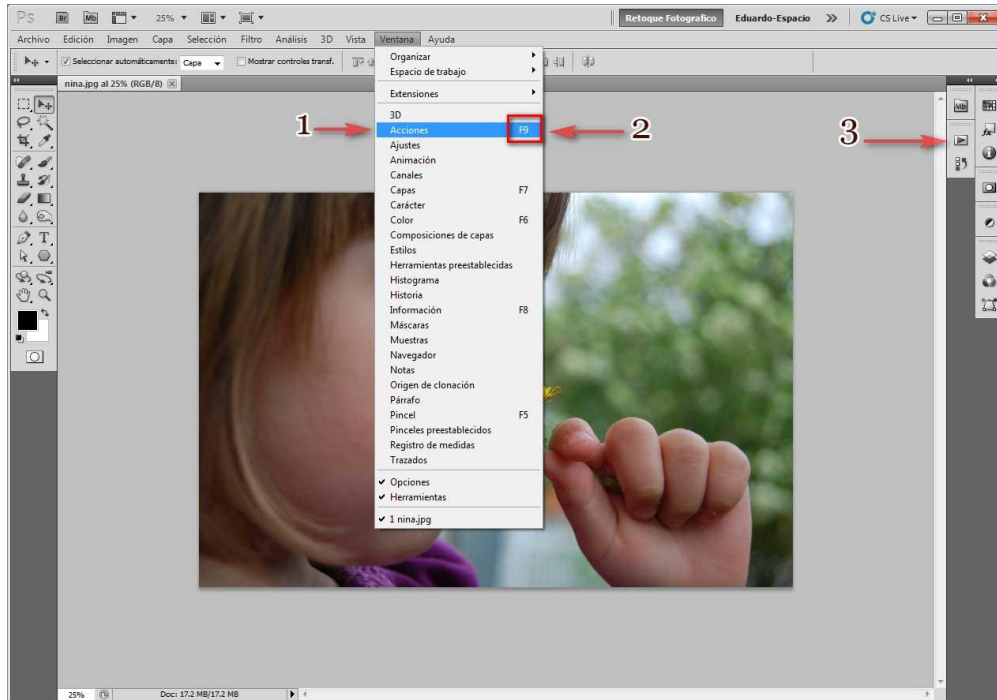 Ps Br Mb 25% Retoque Fotografico Eduardo-Espacio CS Live
Archivo Edición Imagen Capa Selección Filtro Análisis 3D Vista Ventana Ayuda
Seleccionar automáticamente: Capa Mostrar controles transf.
nina.jpg al 25% (RGB/8)
Organizar
Espacio de trabajo
Extensiones
3D
Acciones F9
Ajustes
Animación
Canales
Capas F7
Carácter
Color F6
Composiciones de capas
Estilos
Herramientas preestablecidas
Histograma
Historia
Información F8
Máscaras
Muestras
Navegador
Notas
Origen de clonación
Párrafo
Pincel F5
Pinceles preestablecidos
Registro de medidas
Trazados
Opciones
Herramientas
1 nina.jpg
1
2
3
Mb
25% Doc: 17.2 MB/17.2 MB